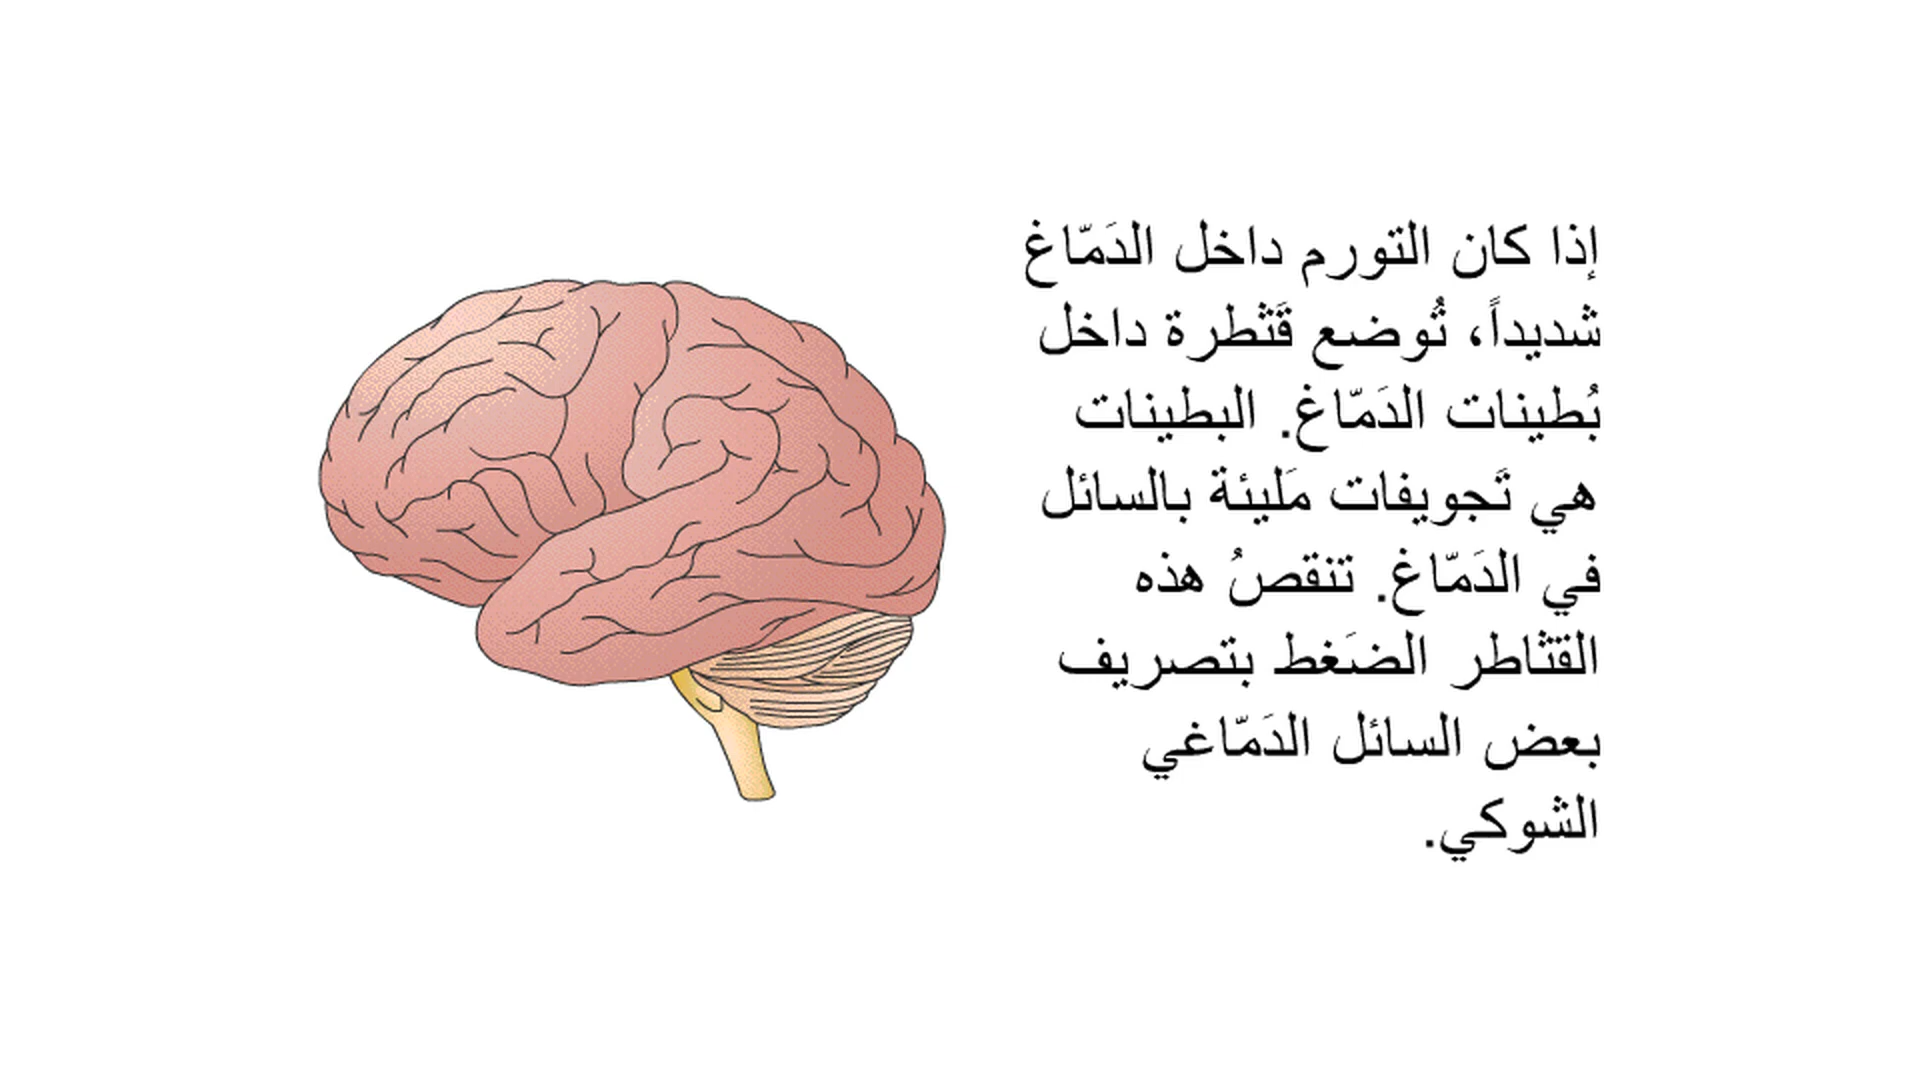 إذا كان التورم داخل الدَمّاغ
شديداً، تُوضع قَثطرة داخل
بُطينات الدَمّاغ. البطينات
هي تَجويفات مَليئة بالسائل
في الدَمّاغ. تنقصُ هذه
القثاطر الضَغط بتصريف
بعض السائل الدَمّاغي
الشوكي.